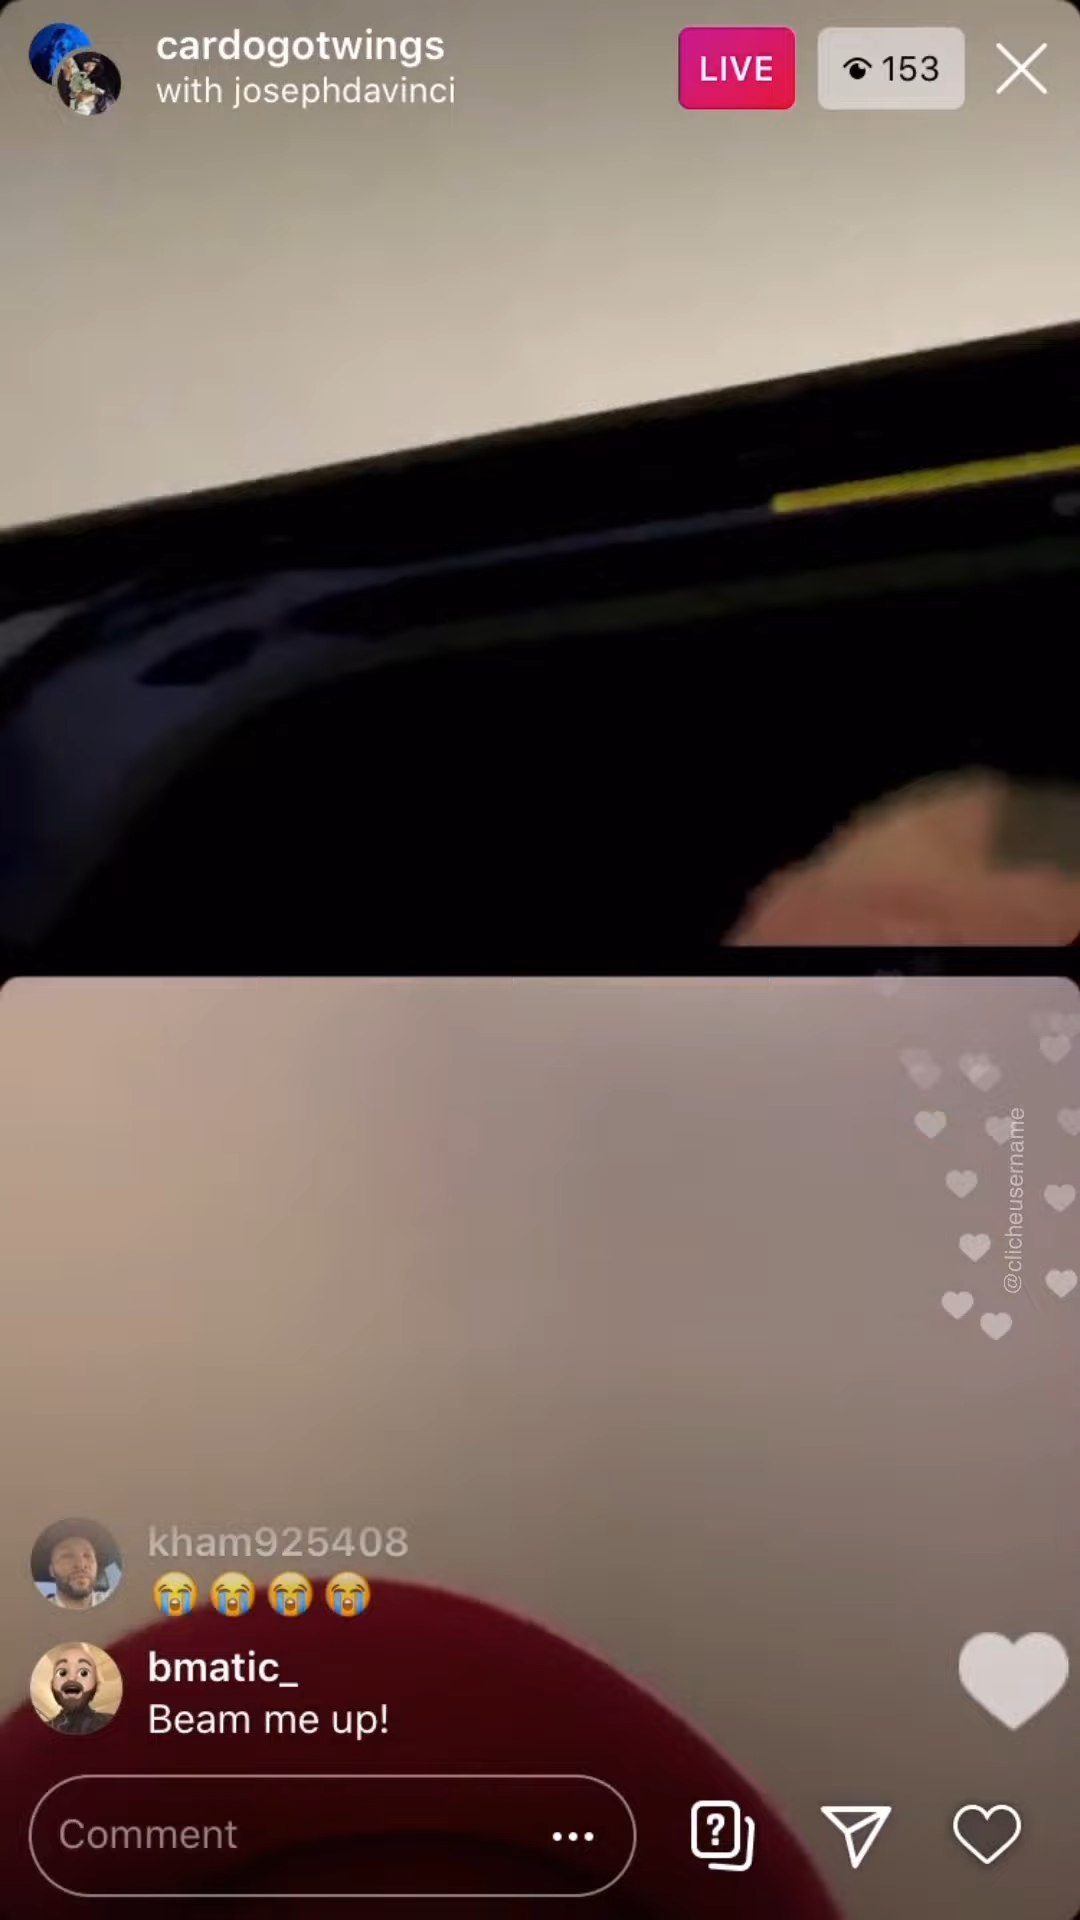 cardogotwings
with josephdavinci
LIVE
153
@clicheusername
kham925408
😭😭😭😭
bmatic_
Beam me up!
Comment